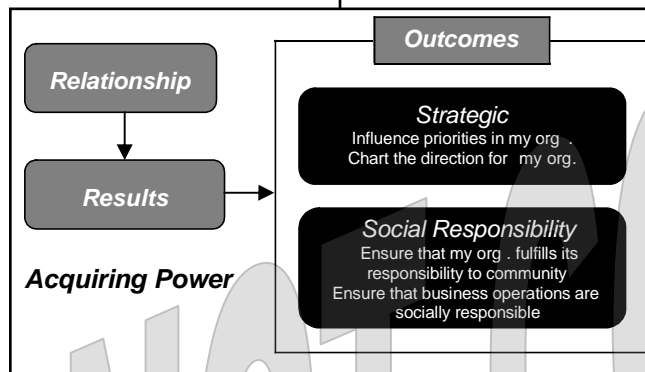 Outcomes
Relationship
Results
Acquiring Power
Strategic
Influence priorities in my org .
Chart the direction for my org.
Social Responsibility
Ensure that my org . fulfills its
responsibility to community
Ensure that business operations are
socially responsible